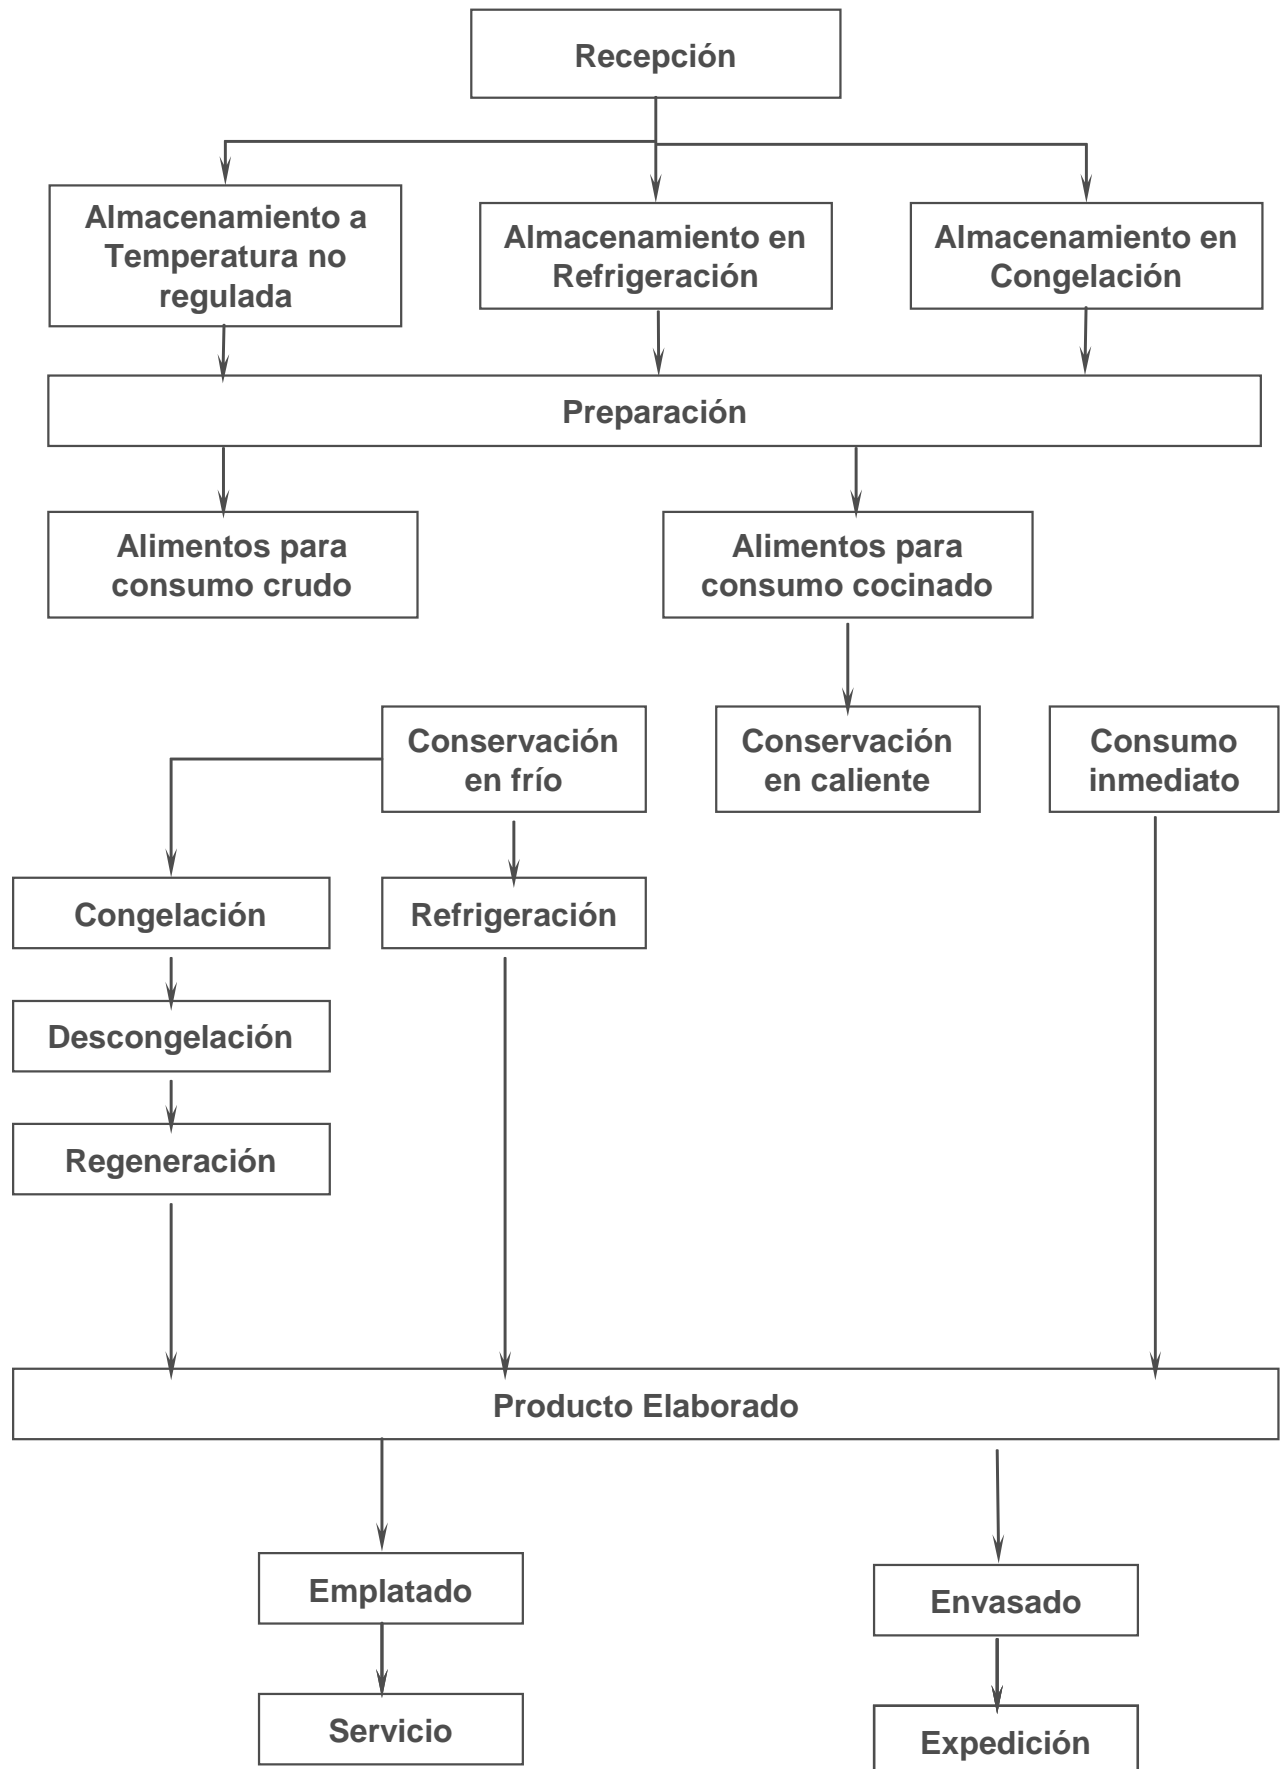 Recepción
Almacenamiento a
Temperatura no
regulada
Almacenamiento en
Refrigeración
Almacenamiento en
Congelación
Preparación
Alimentos para
consumo crudo
Alimentos para
consumo cocinado
Conservación
en frío
Conservación
en caliente
Consumo
inmediato
Congelación
Refrigeración
Descongelación
Regeneración
Producto Elaborado
Emplatado
Envasado
Servicio
Expedición